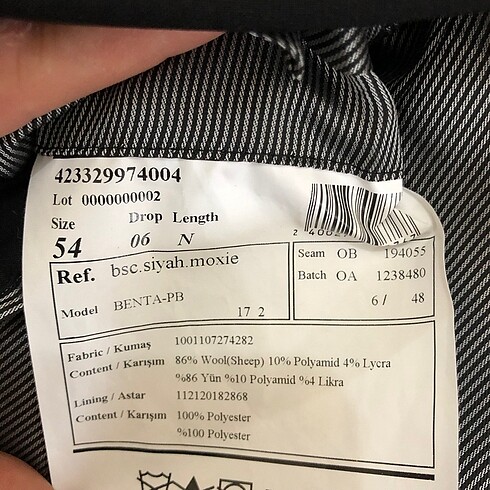 423329974004
Lot 0000000002
Size Drop Length
54 06 N
Ref. bsc.siyah.moxie
Model BENTA-PB
17 2
Seam OB 194055
Batch OA 1238480
6 / 48
Fabric / Kumaş 1001107274282
Content / Karışım 86% Wool(Sheep) 10% Polyamid 4% Lycra
%86 Yün %10 Polyamid %4 Likra
Lining / Astar 112120182868
Content / Karışım 100% Polyester
%100 Polyester